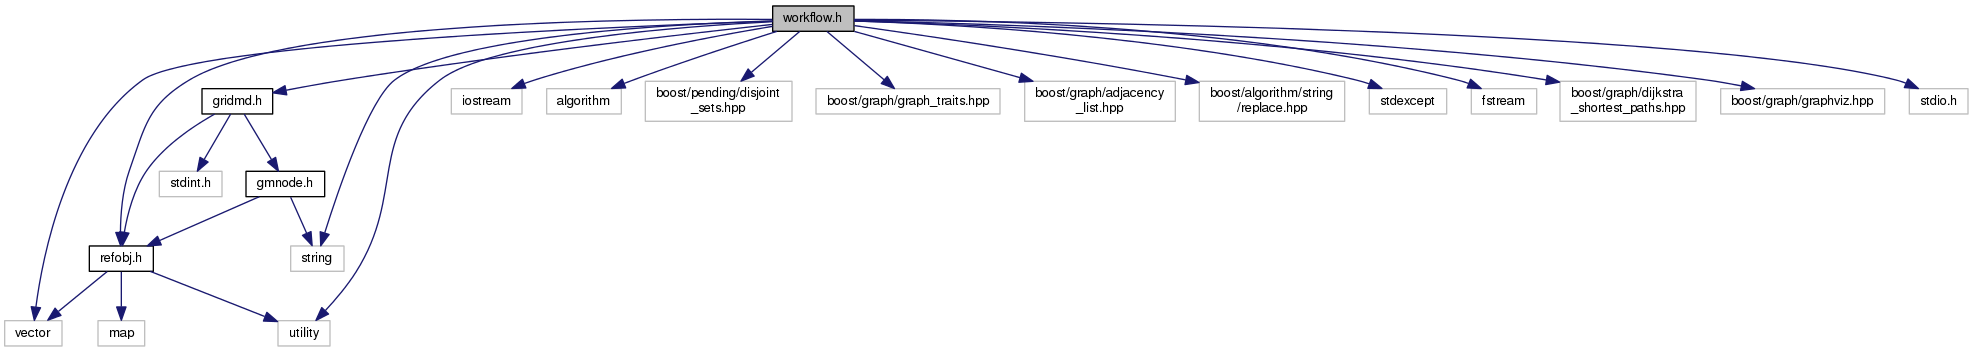 workflow.h
gridmd.h
iostream
algorithm
boost/pending/disjoint
_sets.hpp
boost/graph/graph_traits.hpp
boost/graph/adjacency
_list.hpp
boost/algorithm/string
/replace.hpp
stdexcept
fstream
boost/graph/dijkstra
_shortest_paths.hpp
boost/graph/graphviz.hpp
stdio.h
stdint.h
gmnode.h
refobj.h
string
vector
map
utility